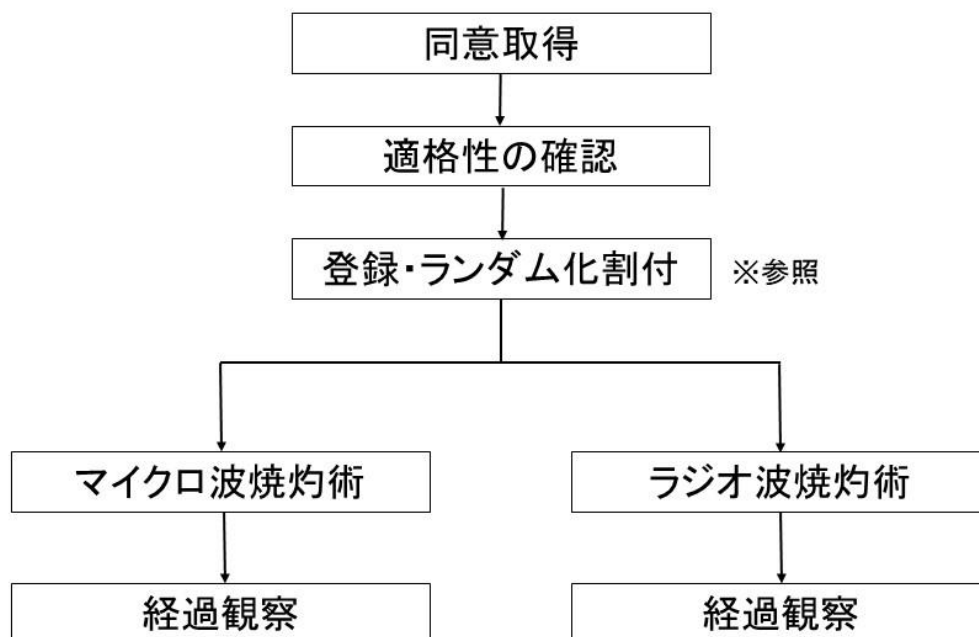 同意取得
適格性の確認
登録・ランダム化割付 ※参照
マイクロ波焼灼術 ラジオ波焼灼術
経過観察 経過観察